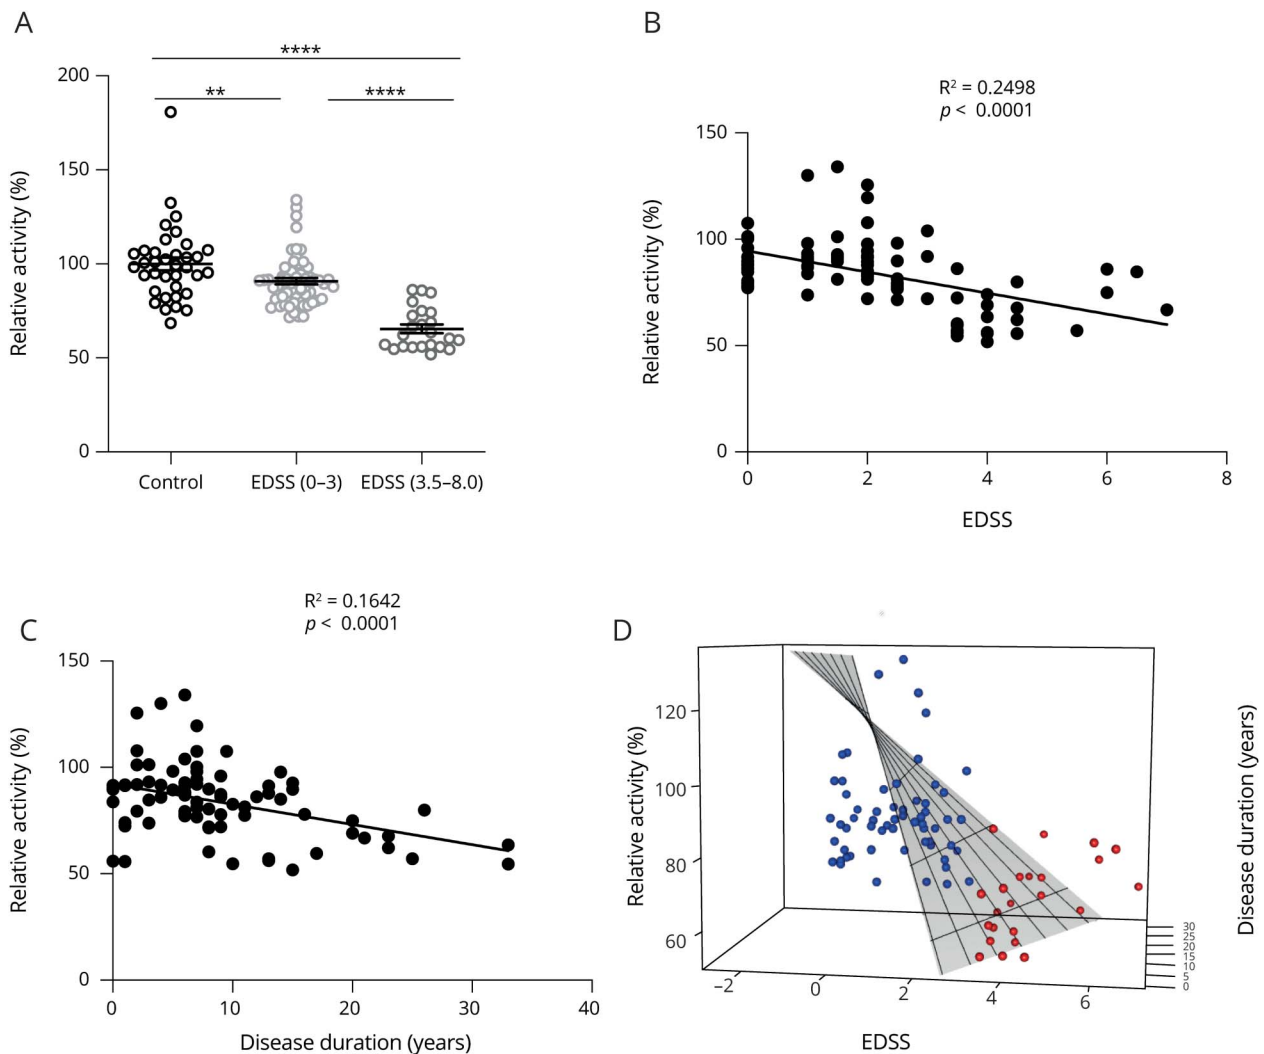 A
****
**
****
200
150
100
50
0
Relative activity (%)
Control
EDSS (0–3)
EDSS (3.5–8.0)
B
R² = 0.2498
p < 0.0001
150
100
50
0
Relative activity (%)
0 2 4 6 8
EDSS
C
R² = 0.1642
p < 0.0001
150
100
50
0
Relative activity (%)
0 10 20 30 40
Disease duration (years)
D
120
100
80
60
Relative activity (%)
−2 0 2 4 6
EDSS
30
25
20
15
10
5
0
Disease duration (years)